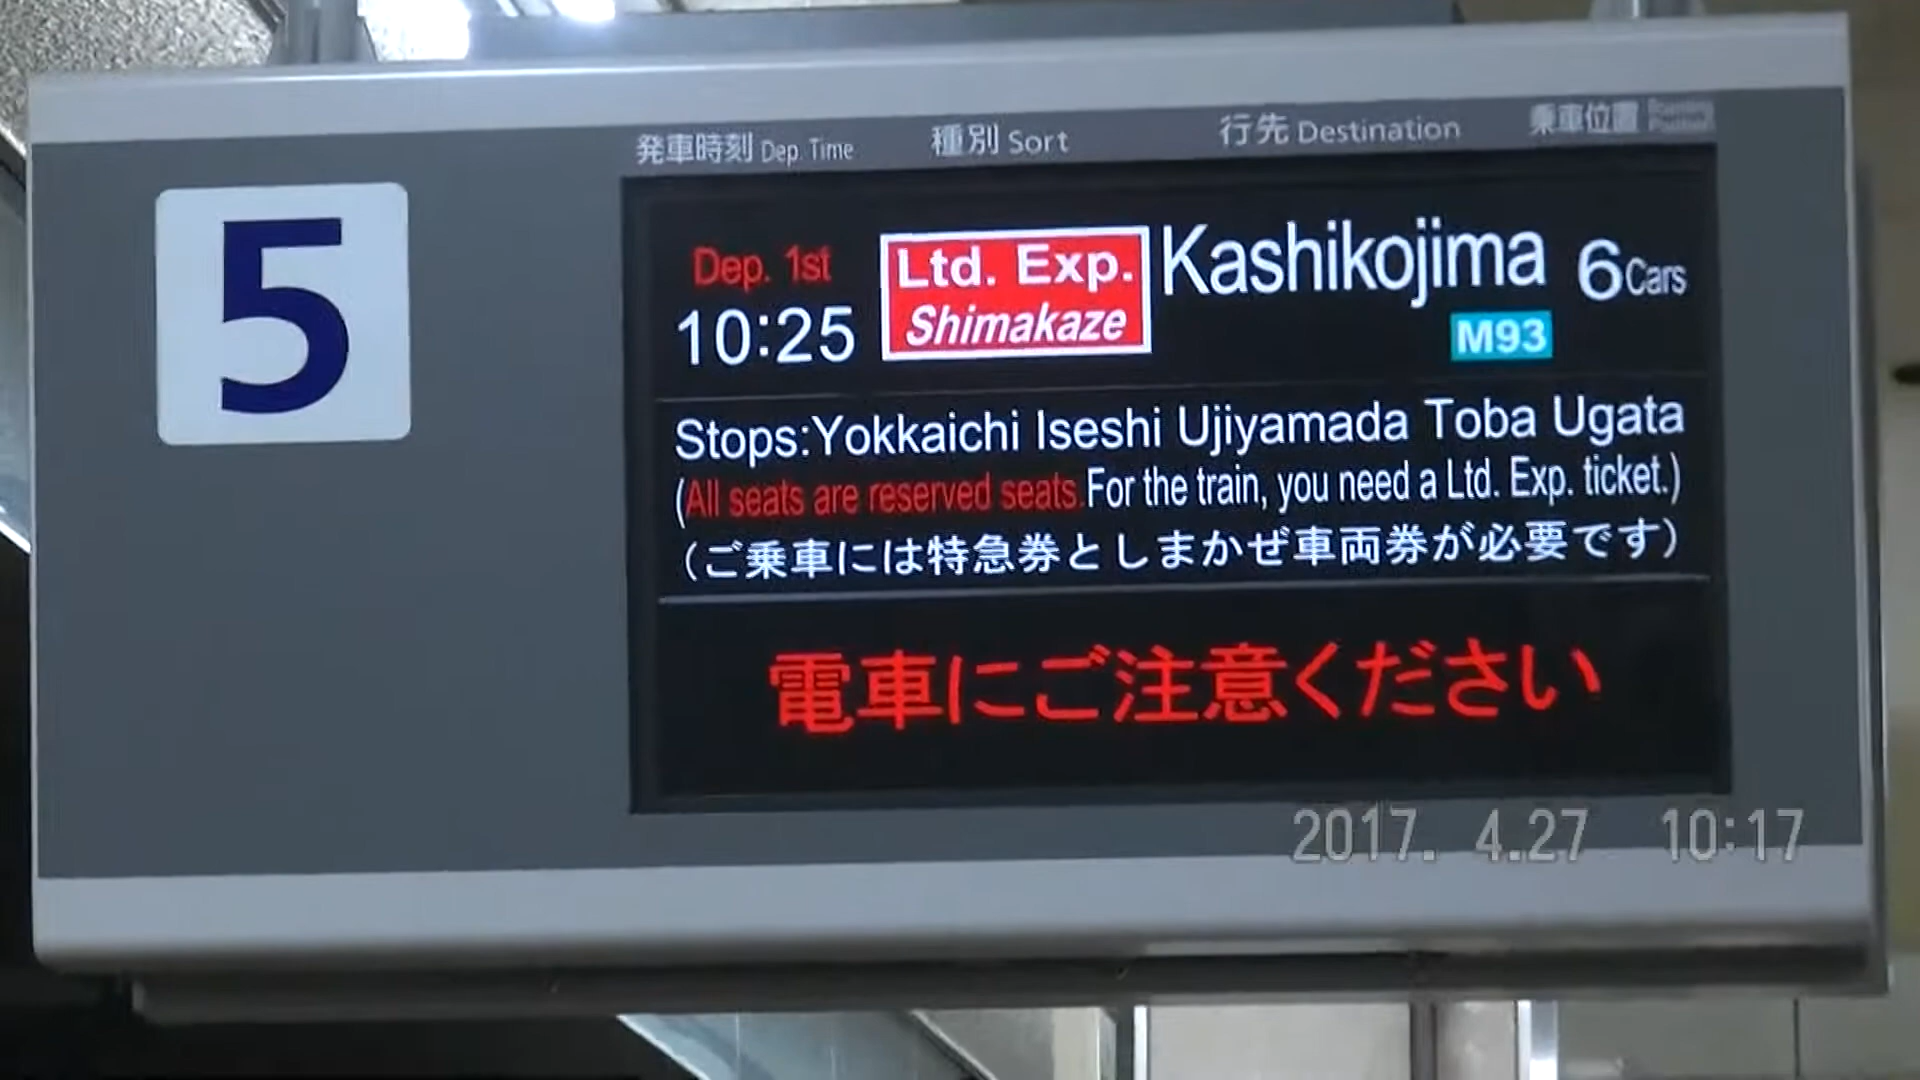 5
発車時刻 Dep. Time 種別 Sort 行先 Destination 乗車位置
Dep. 1st
10:25
Ltd. Exp.
Shimakaze
Kashikojima 6Cars
M93
Stops:Yokkaichi Iseshi Ujiyamada Toba Ugata
(All seats are reserved seats.For the train, you need a Ltd. Exp. ticket.)
（ご乗車には特急券としまかぜ車両券が必要です）
電車にご注意ください
2017. 4.27 10:17